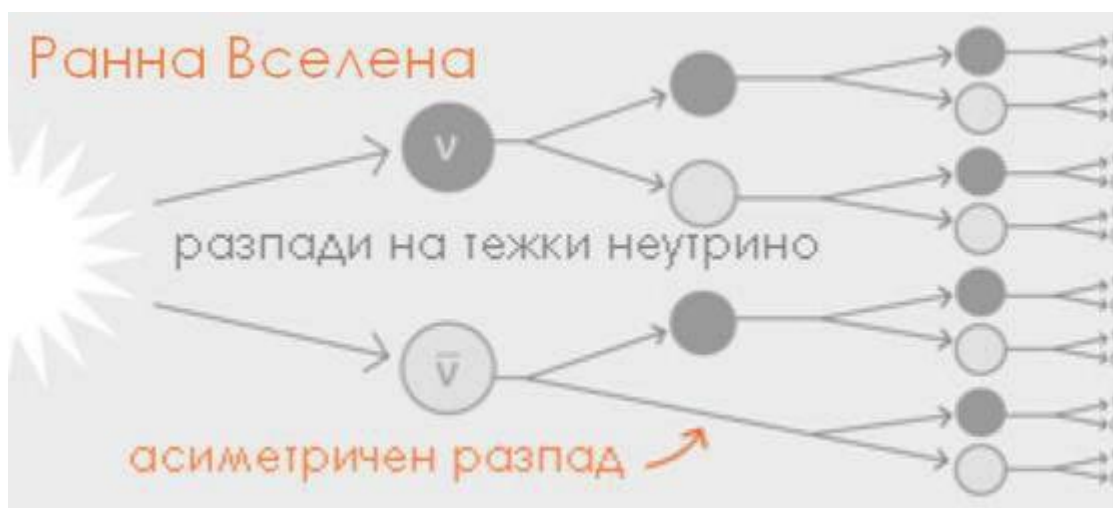 Ранна Вселена
ν
разпади на тежки неутрино
ν̅
асиметричен разпад